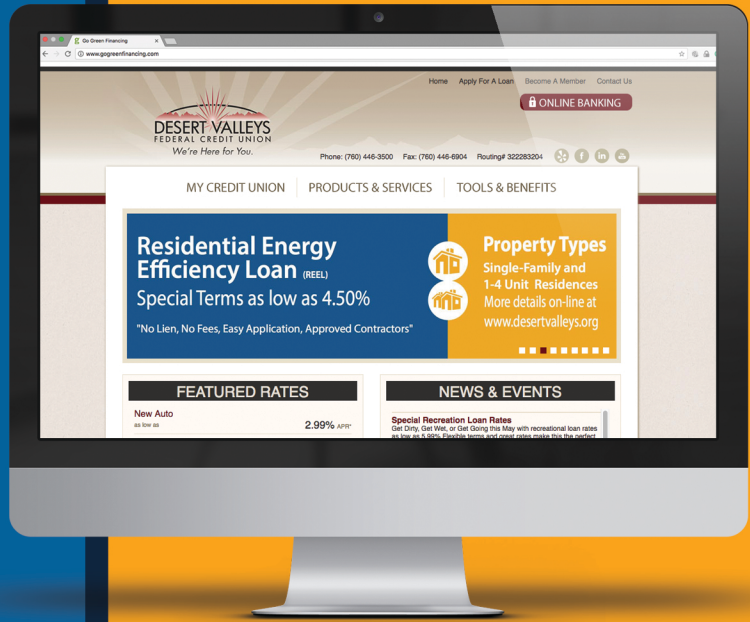 Go Green Financing
www.gogreenfinancing.com
Home Apply For A Loan Become A Member Contact Us
ONLINE BANKING
DESERT VALLEYS
FEDERAL CREDIT UNION
We're Here for You.
Phone: (760) 446-3500 Fax: (760) 446-6904 Routing# 322283204
MY CREDIT UNION PRODUCTS & SERVICES TOOLS & BENEFITS
Residential Energy
Efficiency Loan (REEL)
Special Terms as low as 4.50%
"No Lien, No Fees, Easy Application, Approved Contractors"
Property Types
Single-Family and
1-4 Unit Residences
More details on-line at
www.desertvalleys.org
FEATURED RATES
New Auto
as low as
2.99% APR*
NEWS & EVENTS
Special Recreation Loan Rates
Get Dirty, Get Wet, or Get Going this May with recreational loan rates
as low as 5.99% Flexible terms and great rates make this the perfect